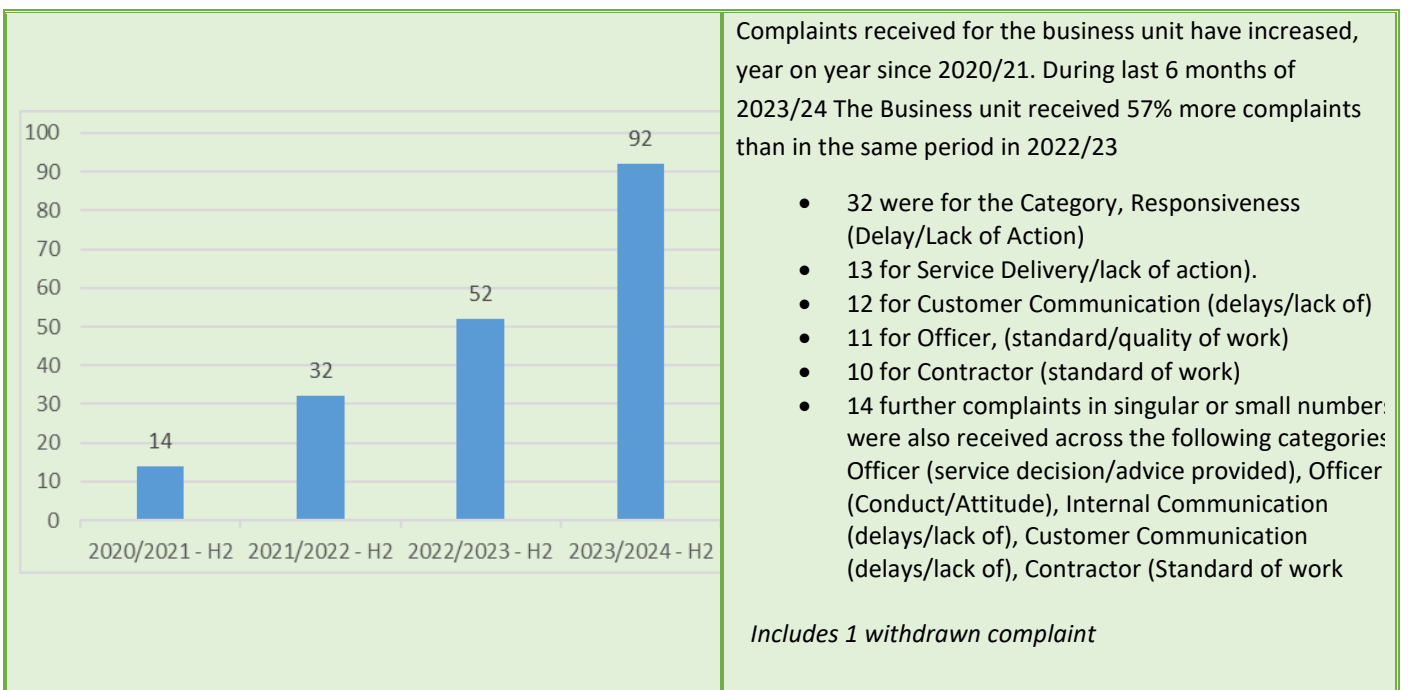 100
90
80
70
60
50
40
30
20
10
0
14
32
52
92
2020/2021 - H2 2021/2022 - H2 2022/2023 - H2 2023/2024 - H2
Complaints received for the business unit have increased,
year on year since 2020/21. During last 6 months of
2023/24 The Business unit received 57% more complaints
than in the same period in 2022/23
• 32 were for the Category, Responsiveness
(Delay/Lack of Action)
• 13 for Service Delivery/lack of action).
• 12 for Customer Communication (delays/lack of)
• 11 for Officer, (standard/quality of work)
• 10 for Contractor (standard of work)
• 14 further complaints in singular or small numbers
were also received across the following categories
Officer (service decision/advice provided), Officer
(Conduct/Attitude), Internal Communication
(delays/lack of), Customer Communication
(delays/lack of), Contractor (Standard of work
Includes 1 withdrawn complaint